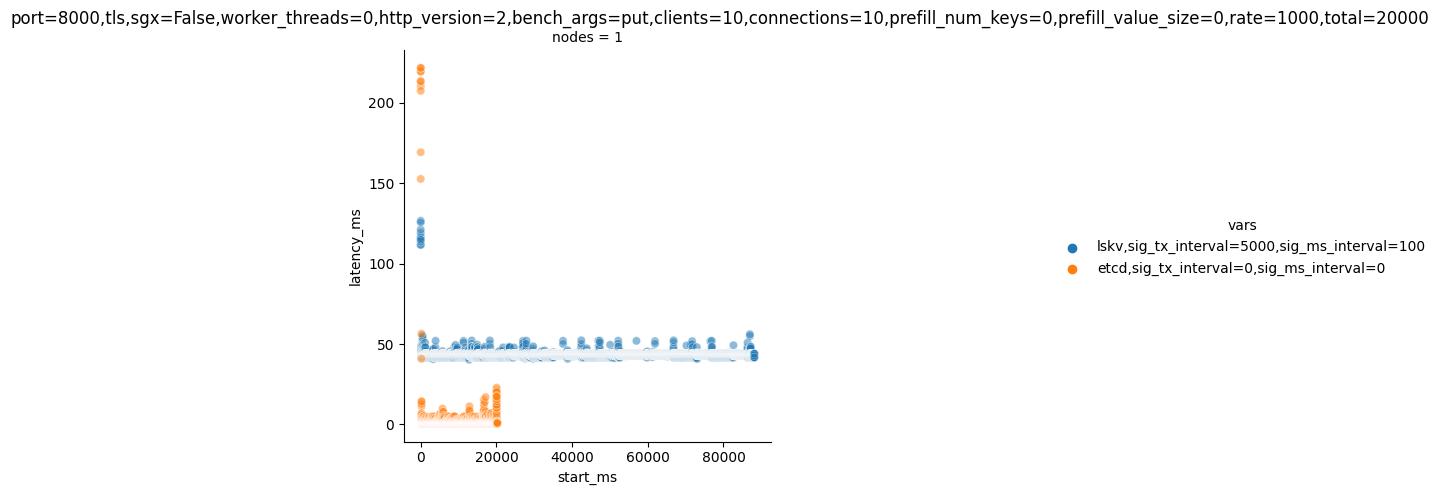 port=8000,tls,sgx=False,worker_threads=0,http_version=2,bench_args=put,clients=10,connections=10,prefill_num_keys=0,prefill_value_size=0,rate=1000,total=20000
nodes = 1
200
150
latency_ms
100
50
0
0 20000 40000 60000 80000
start_ms
vars
lskv,sig_tx_interval=5000,sig_ms_interval=100
etcd,sig_tx_interval=0,sig_ms_interval=0